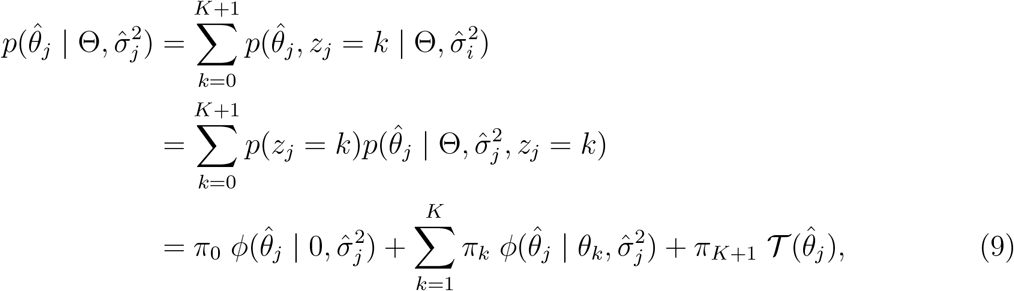 $$p(\hat{\theta}_j \mid \Theta, \hat{\sigma}_j^2) = \sum_{k=0}^{K+1} p(\hat{\theta}_j, z_j = k \mid \Theta, \hat{\sigma}_i^2)$$
$$= \sum_{k=0}^{K+1} p(z_j = k) p(\hat{\theta}_j \mid \Theta, \hat{\sigma}_j^2, z_j = k)$$
$$= \pi_0 \, \phi(\hat{\theta}_j \mid 0, \hat{\sigma}_j^2) + \sum_{k=1}^{K} \pi_k \, \phi(\hat{\theta}_j \mid \theta_k, \hat{\sigma}_j^2) + \pi_{K+1} \, \mathcal{T}(\hat{\theta}_j), \quad (9)$$